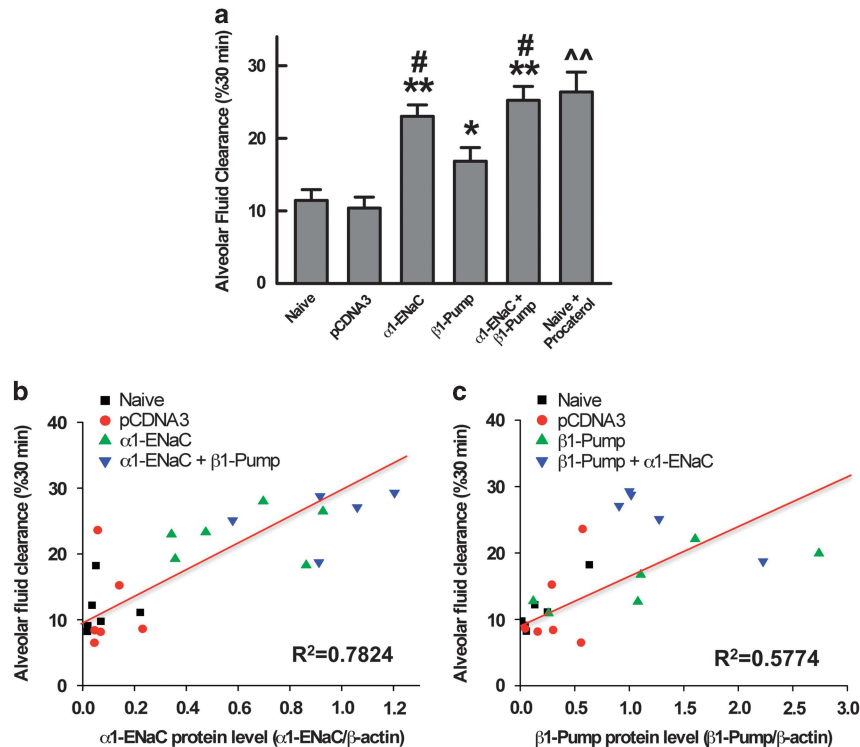 a
Alveolar Fluid Clearance (%30 min)
30
20
10
0
#
**
*
#
**
^^
Naive
pCDNA3
α1-ENaC
β1-Pump
α1-ENaC +
β1-Pump
Naive +
Procaterol
b
Naive
pCDNA3
α1-ENaC
α1-ENaC + β1-Pump
Alveolar fluid clearance (%30 min)
40
30
20
10
0
R²=0.7824
0.0 0.2 0.4 0.6 0.8 1.0 1.2
α1-ENaC protein level (α1-ENaC/β-actin)
c
Naive
pCDNA3
β1-Pump
β1-Pump + α1-ENaC
Alveolar fluid clearance (%30 min)
40
30
20
10
0
R²=0.5774
0.0 0.5 1.0 1.5 2.0 2.5 3.0
β1-Pump protein level (β1-Pump/β-actin)